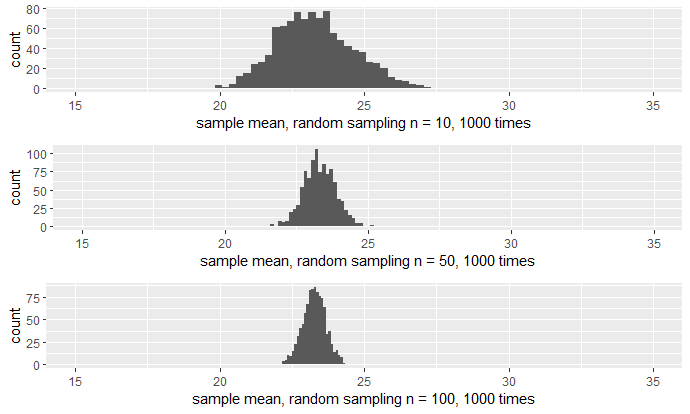 80
60
40
20
0
count
15 20 25 30 35
sample mean, random sampling n = 10, 1000 times
100
75
50
25
0
count
15 20 25 30 35
sample mean, random sampling n = 50, 1000 times
75
50
25
0
count
15 20 25 30 35
sample mean, random sampling n = 100, 1000 times